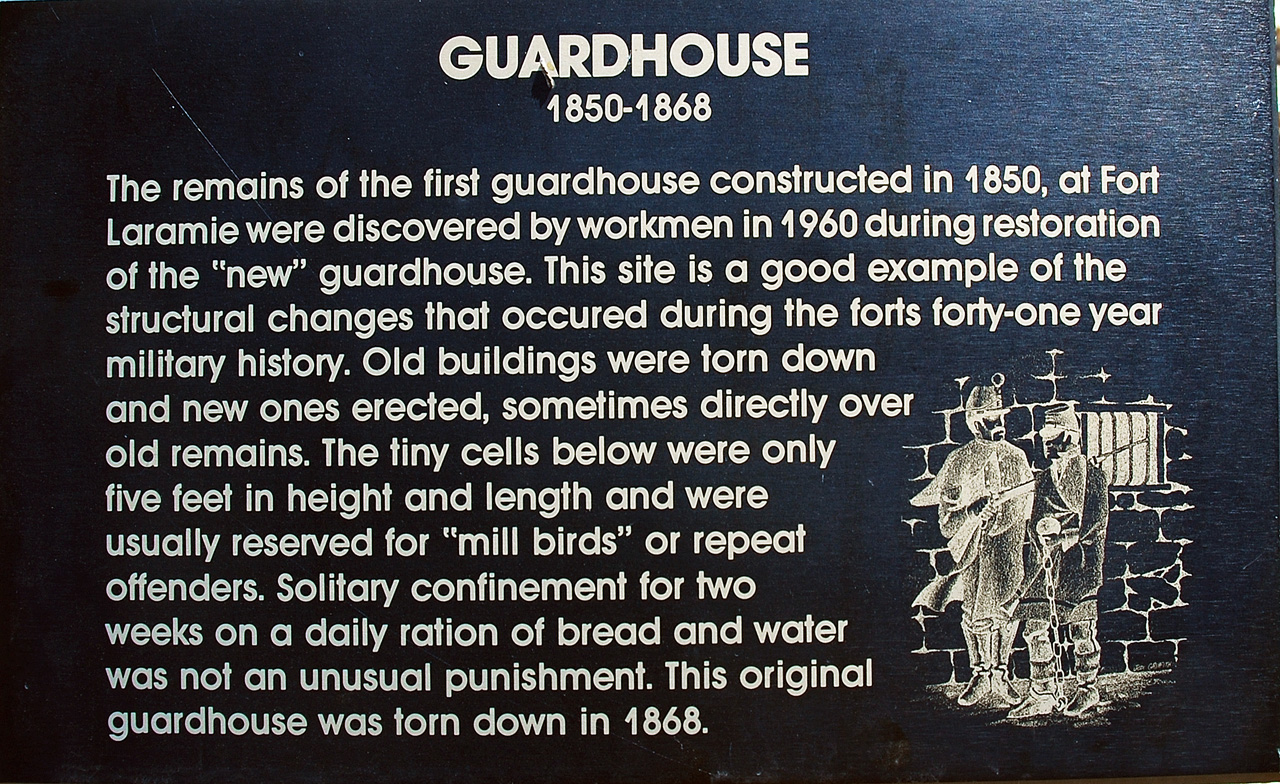 GUARDHOUSE
1850-1868
The remains of the first guardhouse constructed in 1850, at Fort
Laramie were discovered by workmen in 1960 during restoration
of the "new" guardhouse. This site is a good example of the
structural changes that occured during the forts forty-one year
military history. Old buildings were torn down
and new ones erected, sometimes directly over
old remains. The tiny cells below were only
five feet in height and length and were
usually reserved for "mill birds" or repeat
offenders. Solitary confinement for two
weeks on a daily ration of bread and water
was not an unusual punishment. This original
guardhouse was torn down in 1868.